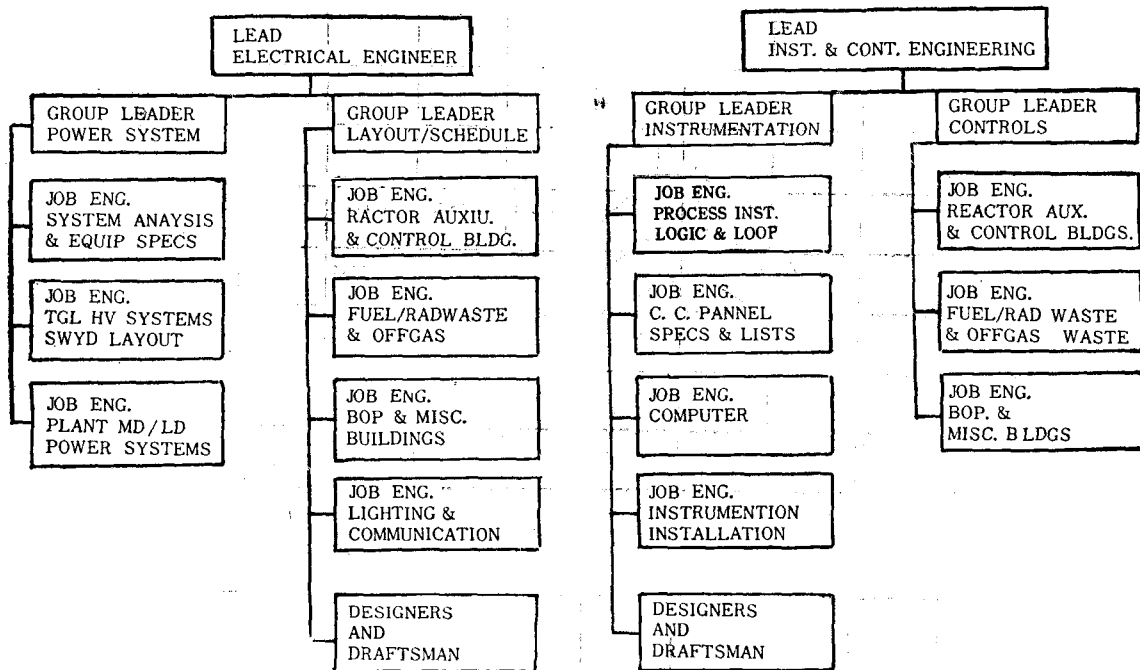 LEAD
ELECTRICAL ENGINEER
GROUP LEADER
POWER SYSTEM
JOB ENG.
SYSTEM ANAYSIS
& EQUIP SPECS
JOB ENG.
TGL HV SYSTEMS
SWYD LAYOUT
JOB ENG.
PLANT MD/LD
POWER SYSTEMS
GROUP LEADER
LAYOUT/SCHEDULE
JOB ENG.
RACTOR AUXIU.
& CONTROL BLDG.
JOB ENG.
FUEL/RADWASTE
& OFFGAS
JOB ENG.
BOP & MISC.
BUILDINGS
JOB ENG.
LIGHTING &
COMMUNICATION
DESIGNERS
AND
DRAFTSMAN
LEAD
INST. & CONT. ENGINEERING
GROUP LEADER
INSTRUMENTATION
JOB ENG.
PROCESS INST.
LOGIC & LOOP
JOB ENG.
C. C. PANNEL
SPECS & LISTS
JOB ENG.
COMPUTER
JOB ENG.
INSTRUMENTION
INSTALLATION
DESIGNERS
AND
DRAFTSMAN
GROUP LEADER
CONTROLS
JOB ENG.
REACTOR AUX.
& CONTROL BLDGS.
JOB ENG.
FUEL/RAD WASTE
& OFFGAS WASTE
JOB ENG.
BOP. &
MISC. BLDGS